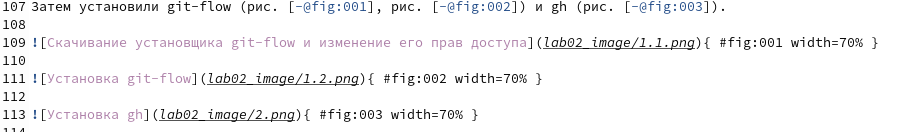 107 Затем установили git-flow (рис. [-@fig:001], рис. [-@fig:002]) и gh (рис. [-@fig:003]).
108
109 ![Скачивание установщика git-flow и изменение его прав доступа](lab02_image/1.1.png){ #fig:001 width=70% }
110
111 ![Установка git-flow](lab02_image/1.2.png){ #fig:002 width=70% }
112
113 ![Установка gh](lab02_image/2.png){ #fig:003 width=70% }
114